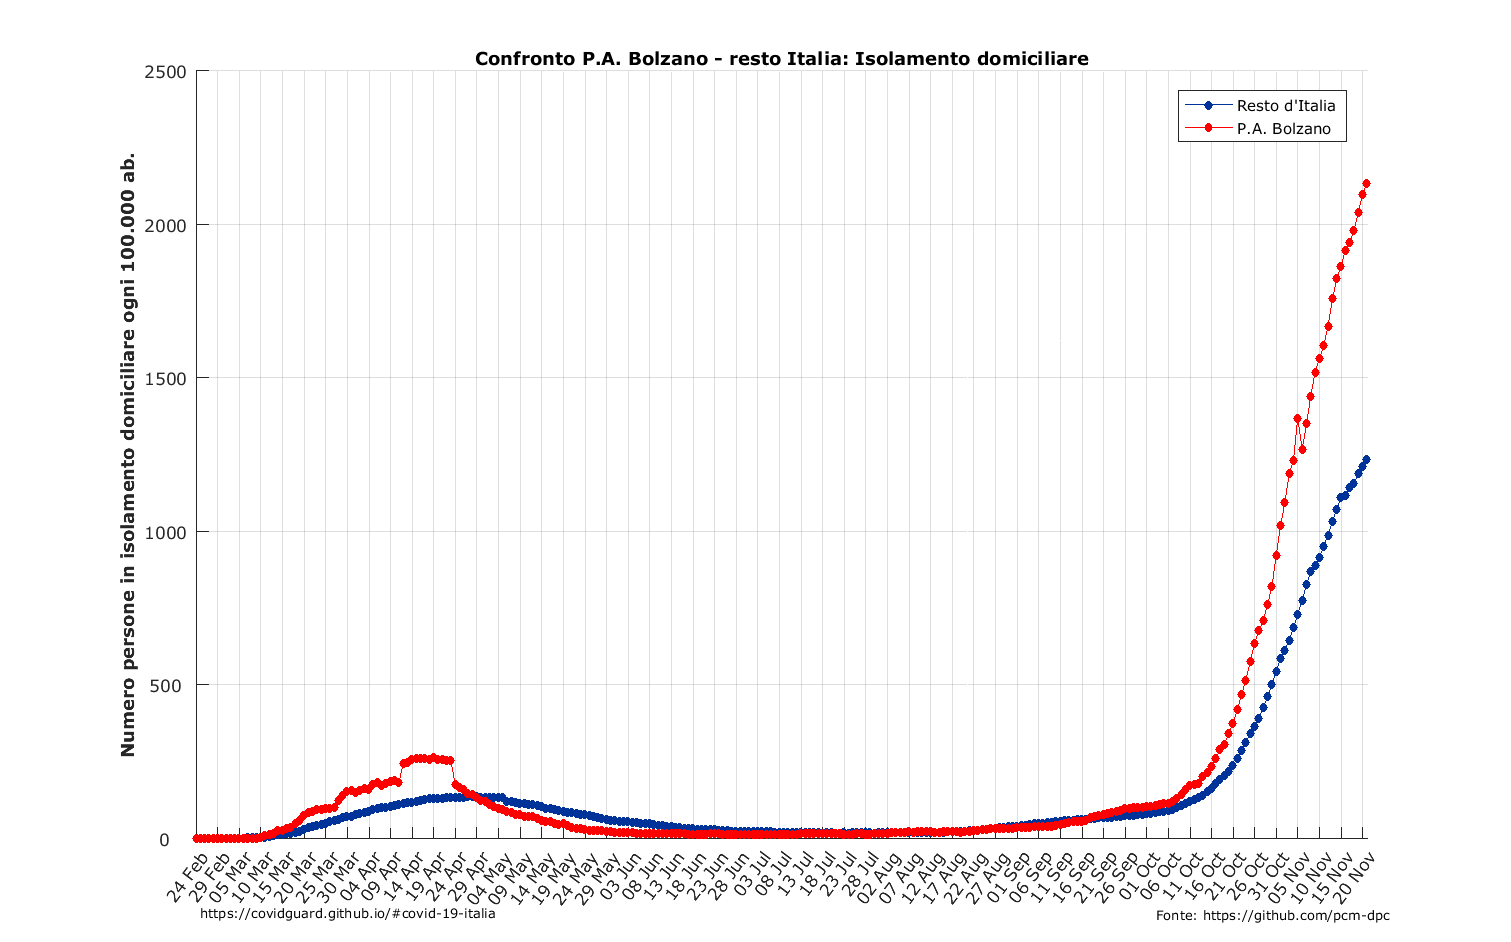 Confronto P.A. Bolzano - resto Italia: Isolamento domiciliare
Resto d'Italia
P.A. Bolzano
Numero persone in isolamento domiciliare ogni 100.000 ab.
2500
2000
1500
1000
500
0
24 Feb
29 Feb
05 Mar
10 Mar
15 Mar
20 Mar
25 Mar
30 Mar
04 Apr
09 Apr
14 Apr
19 Apr
24 Apr
29 Apr
04 May
09 May
14 May
19 May
24 May
29 May
03 Jun
08 Jun
13 Jun
18 Jun
23 Jun
28 Jun
03 Jul
08 Jul
13 Jul
18 Jul
23 Jul
28 Jul
02 Aug
07 Aug
12 Aug
17 Aug
22 Aug
27 Aug
01 Sep
06 Sep
11 Sep
16 Sep
21 Sep
26 Sep
01 Oct
06 Oct
11 Oct
16 Oct
21 Oct
26 Oct
31 Oct
05 Nov
10 Nov
15 Nov
20 Nov
https://covidguard.github.io/#covid-19-italia
Fonte: https://github.com/pcm-dpc